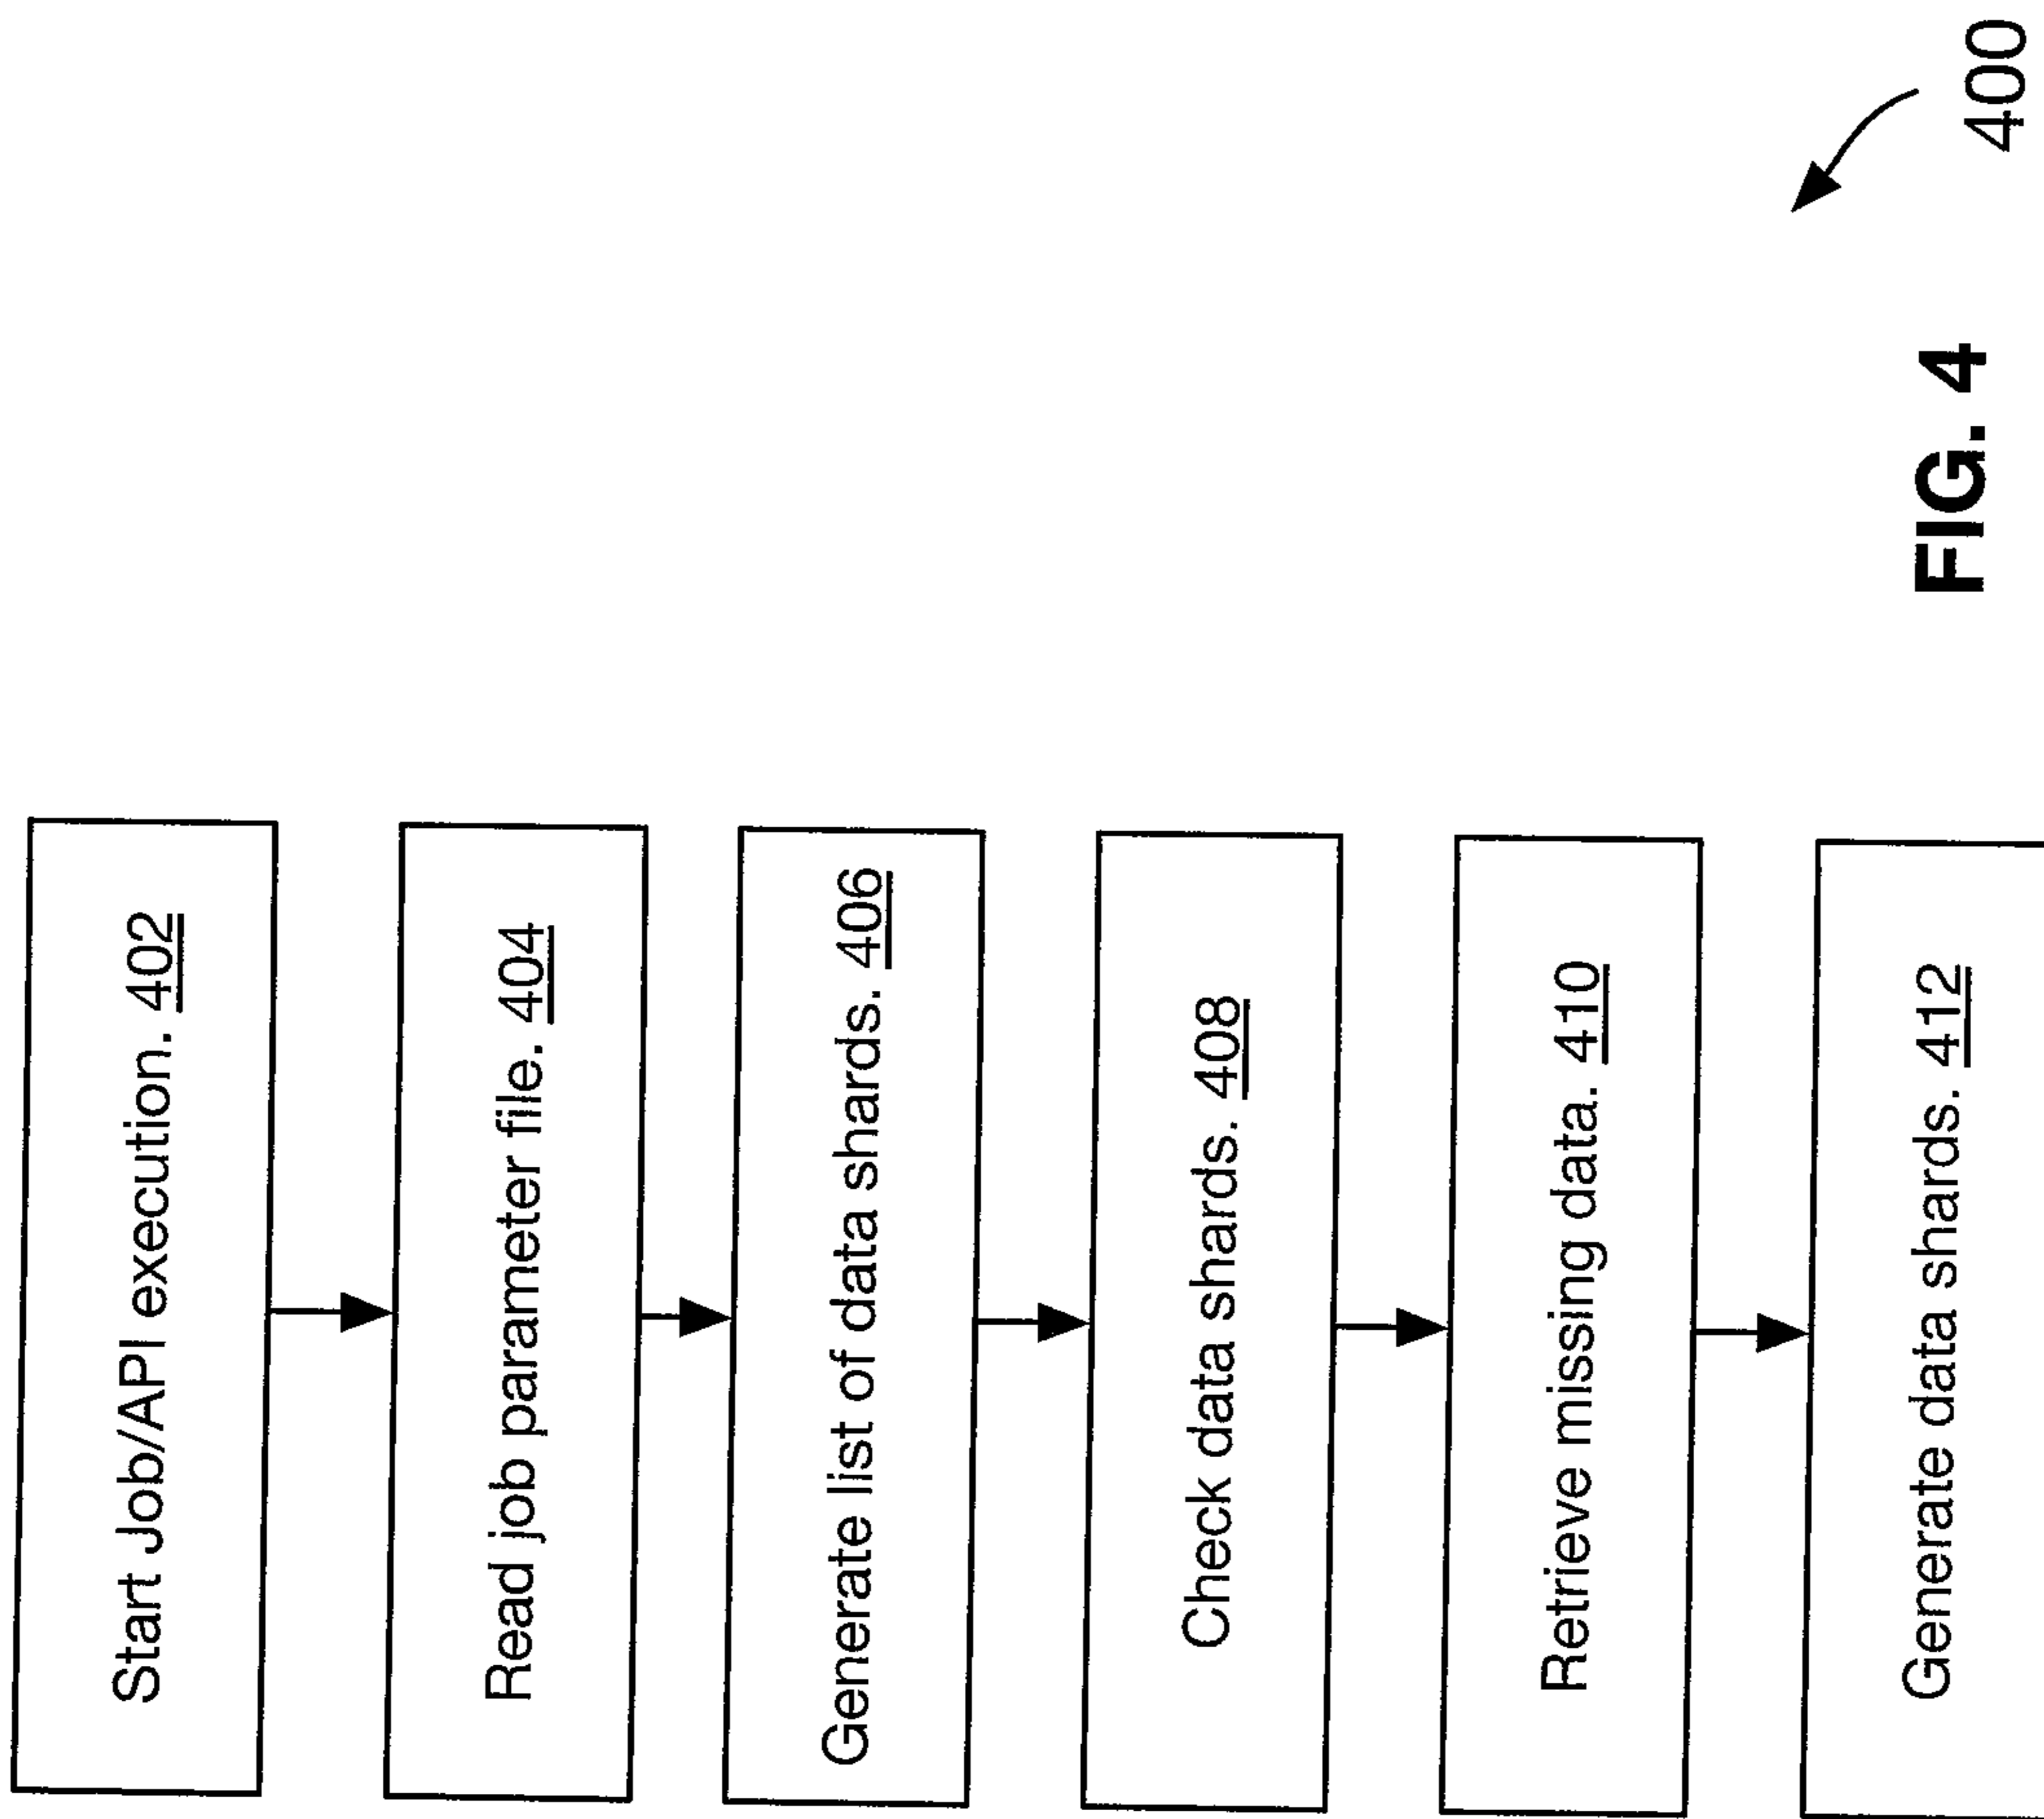 Start Job/API execution. 402
Read job parameter file. 404
Generate list of data shards. 406
Check data shards. 408
Retrieve missing data. 410
Generate data shards. 412
FIG. 4
400